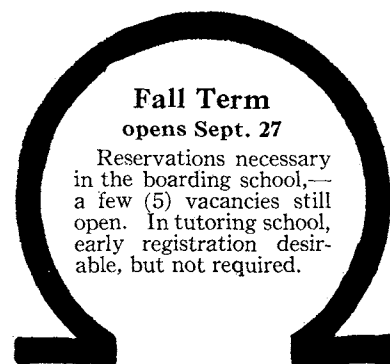 Fall Term
opens Sept. 27
Reservations necessary
in the boarding school,—
a few (5) vacancies still
open. In tutoring school,
early registration desir-
able, but not required.